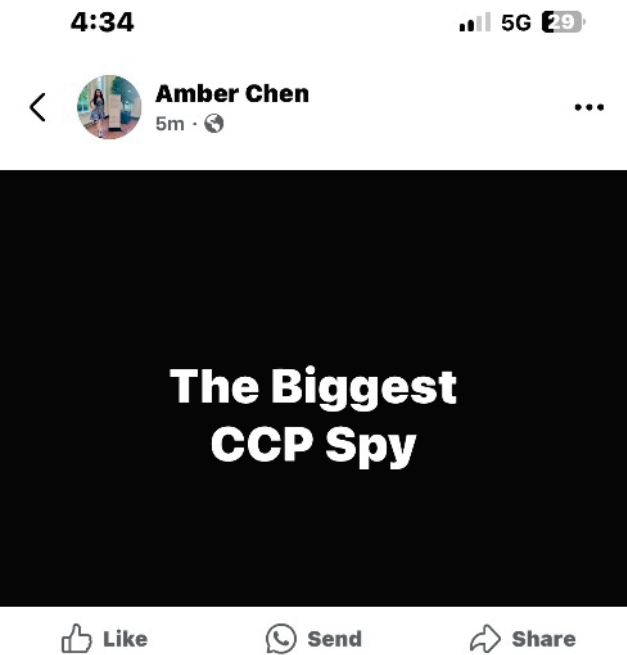 4:34
5G 29
Amber Chen
5m ·
The Biggest
CCP Spy
Like
Send
Share